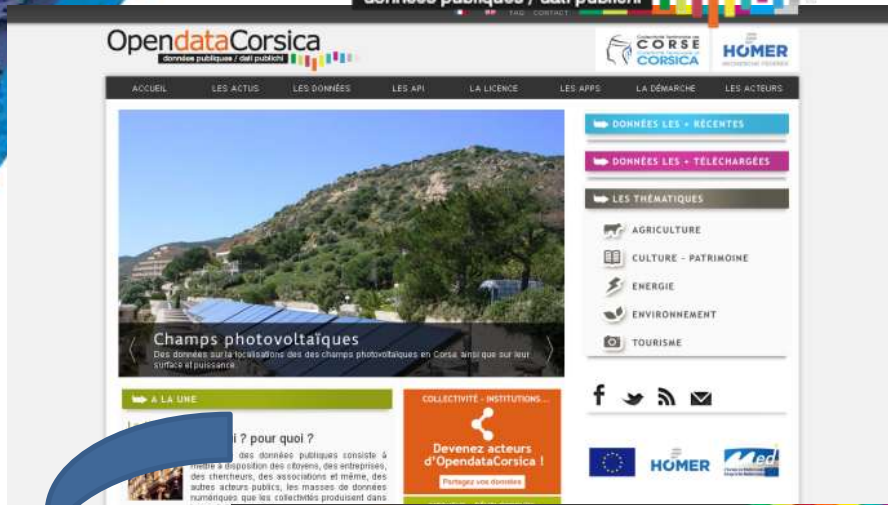 données publiques / dati publichi
FAQ CONTACT
OpendataCorsica
données publiques / dati publichi
CORSE
CORSICA
HOMER
ACCUEIL LES ACTUS LES DONNÉES LES API LA LICENCE LES APPS LA DÉMARCHE LES ACTEURS
DONNÉES LES + RÉCENTES
DONNÉES LES + TÉLÉCHARGÉES
LES THÉMATIQUES
AGRICULTURE
CULTURE - PATRIMOINE
ENERGIE
ENVIRONNEMENT
TOURISME
Champs photovoltaïques
Des données sur la localisations des des champs photovoltaïques en Corse ainsi que sur leur
surface et puissance.
A LA UNE
i ? pour quoi ?
des données publiques consiste à
mettre à disposition des citoyens, des entreprises,
des chercheurs, des associations et même, des
autres acteurs publics, les masses de données
numériques que les collectivités produisent dans
COLLECTIVITÉ - INSTITUTIONS...
Devenez acteurs
d'OpendataCorsica !
Partagez vos données
HOMER
Med